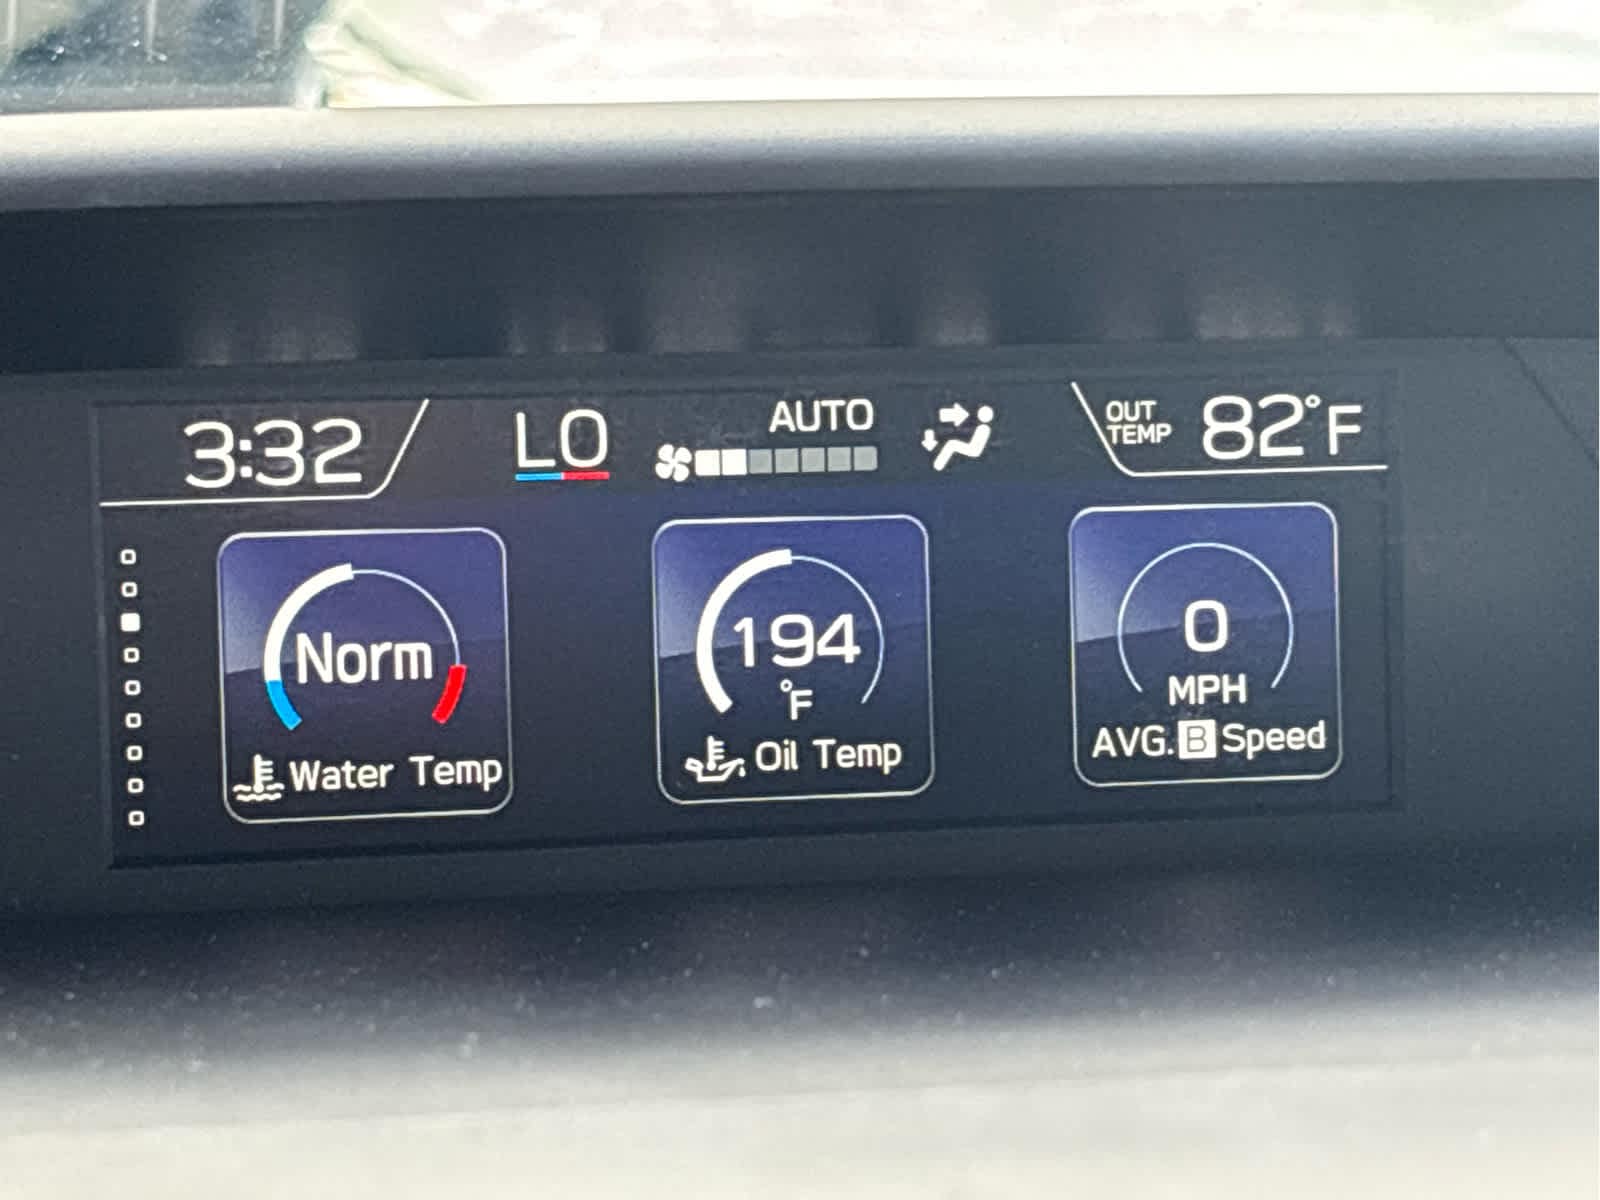 3:32
LO
AUTO
OUT
TEMP
82°F
Norm
Water Temp
194
°F
Oil Temp
0
MPH
AVG. B Speed